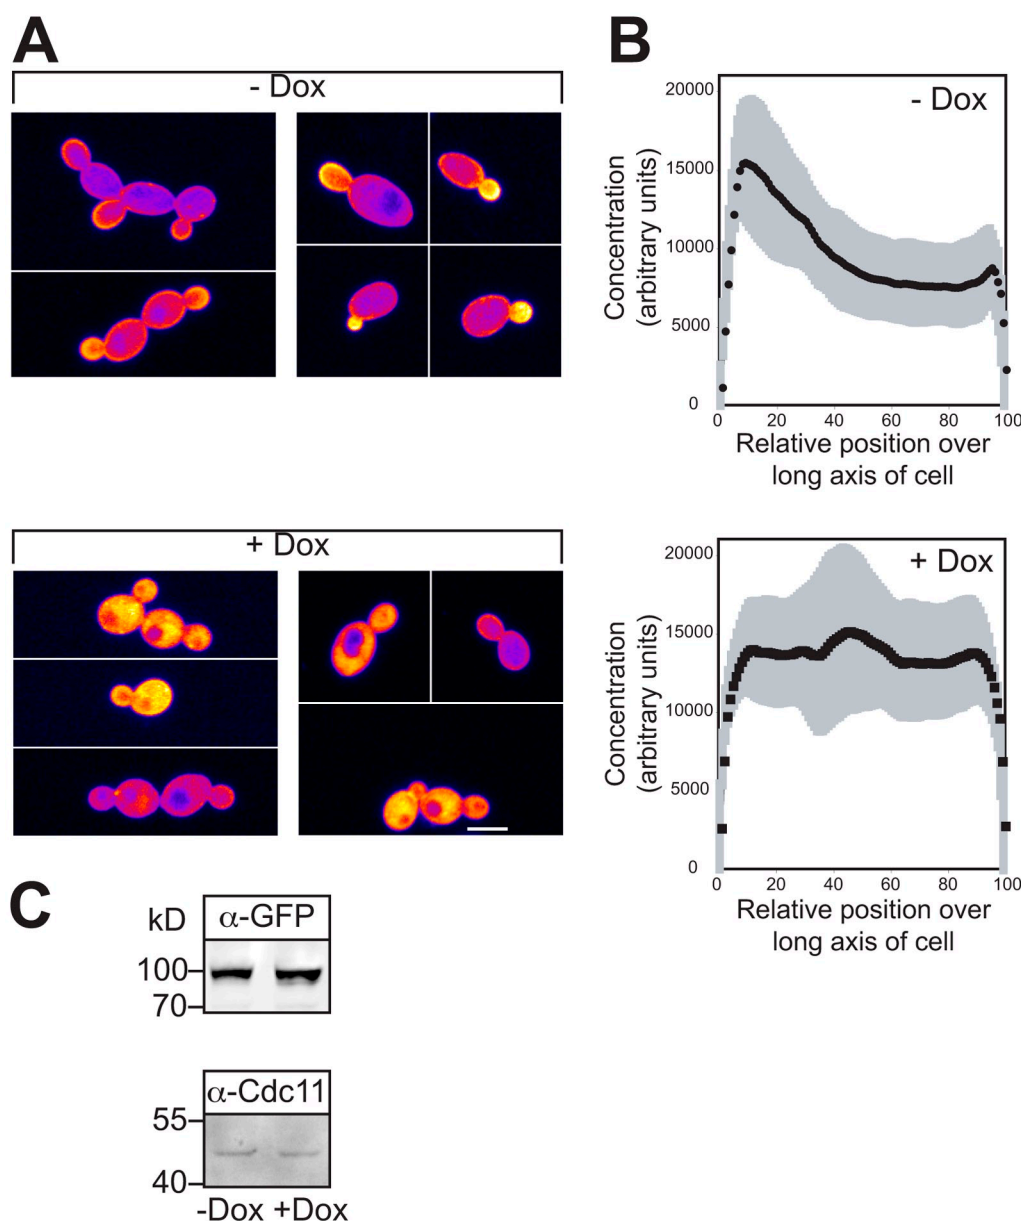 A
- Dox
+ Dox
B
- Dox
20000
15000
10000
5000
0
Concentration
(arbitrary units)
0 20 40 60 80 100
Relative position over
long axis of cell
+ Dox
20000
15000
10000
5000
0
Concentration
(arbitrary units)
0 20 40 60 80 100
Relative position over
long axis of cell
C
kD
α-GFP
100
70
α-Cdc11
55
40
-Dox +Dox